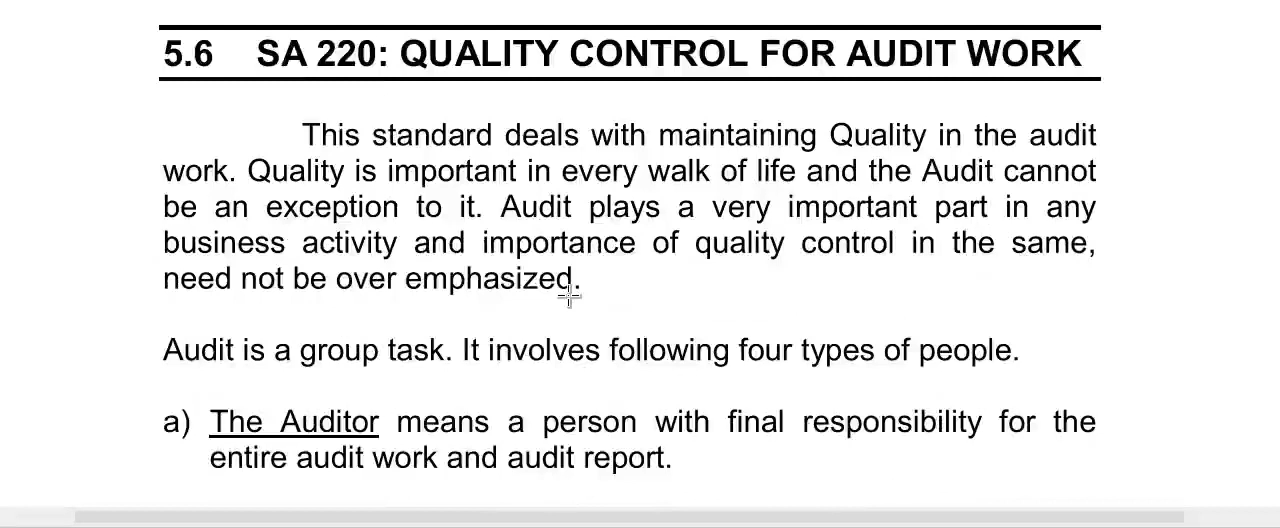 5.6 SA 220: QUALITY CONTROL FOR AUDIT WORK
This standard deals with maintaining Quality in the audit
work. Quality is important in every walk of life and the Audit cannot
be an exception to it. Audit plays a very important part in any
business activity and importance of quality control in the same,
need not be over emphasized.
Audit is a group task. It involves following four types of people.
a) The Auditor means a person with final responsibility for the
entire audit work and audit report.